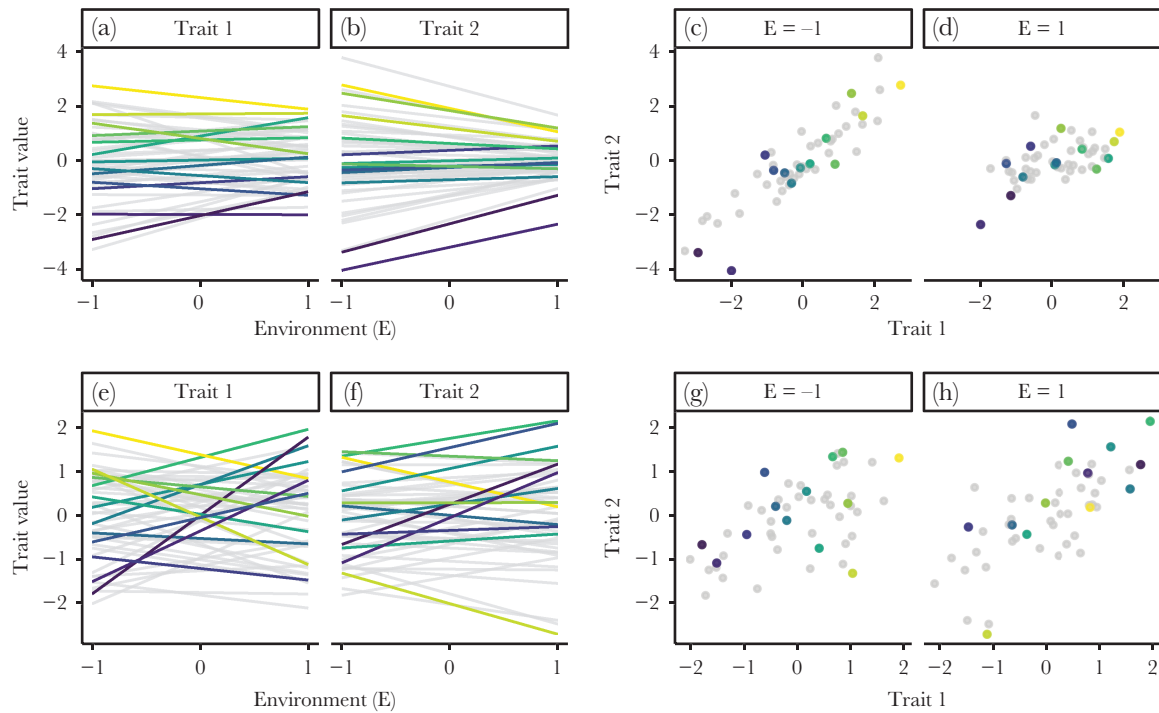 (a) Trait 1 (b) Trait 2 (c) E = –1 (d) E = 1
4 4
2 2
0 0
−2 −2
−4 −4
Trait value
Trait 2
−1 0 1 −1 0 1
Environment (E)
−2 0 2 −2 0 2
Trait 1
(e) Trait 1 (f) Trait 2 (g) E = –1 (h) E = 1
2 2
1 1
0 0
−1 −1
−2 −2
Trait value
Trait 2
−1 0 1 −1 0 1
Environment (E)
−2 −1 0 1 2 −2 −1 0 1 2
Trait 1